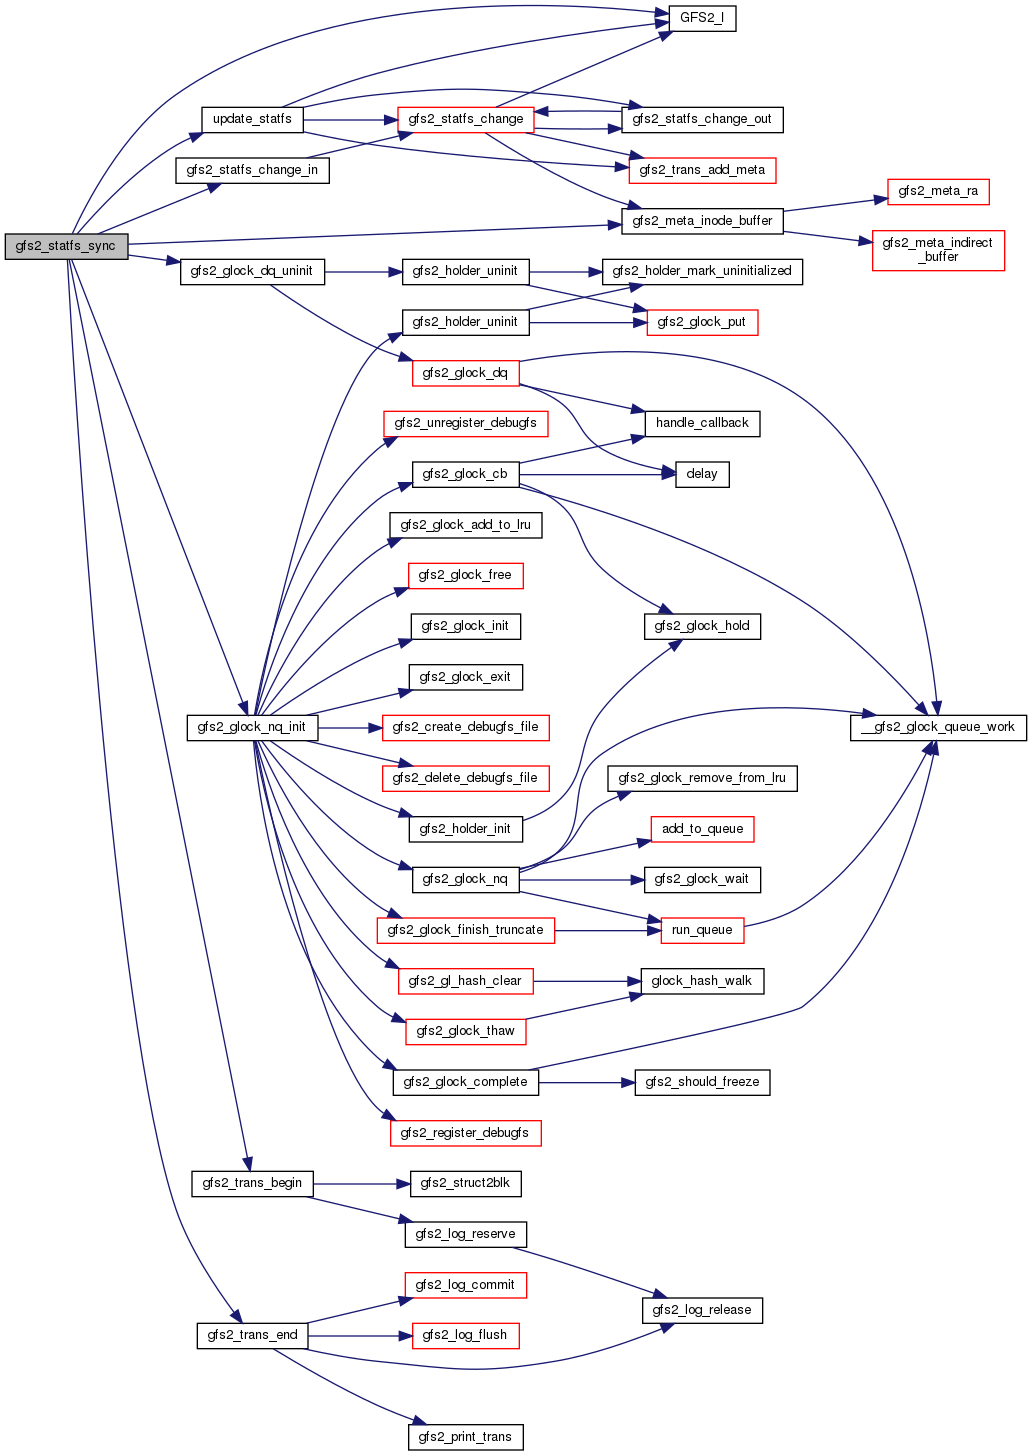 GFS2_I
update_statfs
gfs2_statfs_change
gfs2_statfs_change_out
gfs2_statfs_change_in
gfs2_trans_add_meta
gfs2_meta_ra
gfs2_meta_inode_buffer
gfs2_statfs_sync
gfs2_meta_indirect
_buffer
gfs2_glock_dq_uninit
gfs2_holder_uninit
gfs2_holder_mark_uninitialized
gfs2_holder_uninit
gfs2_glock_put
gfs2_glock_dq
gfs2_unregister_debugfs
handle_callback
gfs2_glock_cb
delay
gfs2_glock_add_to_lru
gfs2_glock_free
gfs2_glock_init
gfs2_glock_hold
gfs2_glock_exit
gfs2_glock_nq_init
gfs2_create_debugfs_file
__gfs2_glock_queue_work
gfs2_delete_debugfs_file
gfs2_glock_remove_from_lru
gfs2_holder_init
add_to_queue
gfs2_glock_nq
gfs2_glock_wait
gfs2_glock_finish_truncate
run_queue
gfs2_gl_hash_clear
glock_hash_walk
gfs2_glock_thaw
gfs2_glock_complete
gfs2_should_freeze
gfs2_register_debugfs
gfs2_trans_begin
gfs2_struct2blk
gfs2_log_reserve
gfs2_log_commit
gfs2_log_release
gfs2_trans_end
gfs2_log_flush
gfs2_print_trans